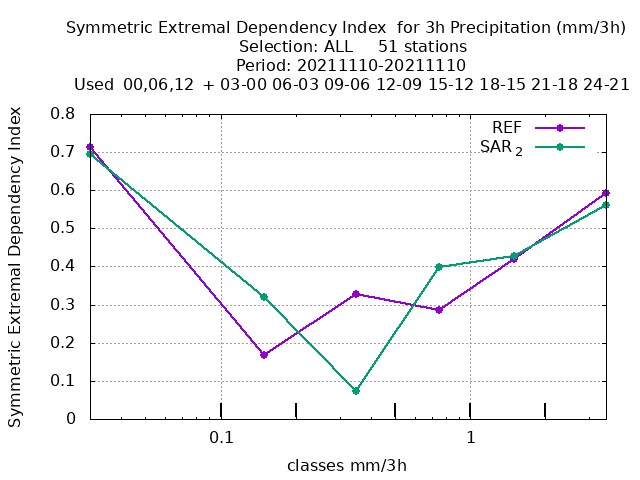 Symmetric Extremal Dependency Index  for 3h Precipitation (mm/3h)
Selection: ALL     51 stations
Period: 20211110-20211110
Used  00,06,12  + 03-00 06-03 09-06 12-09 15-12 18-15 21-18 24-21
Symmetric Extremal Dependency Index
0.8
0.7
0.6
0.5
0.4
0.3
0.2
0.1
0
REF
SAR 2
0.1
1
classes mm/3h